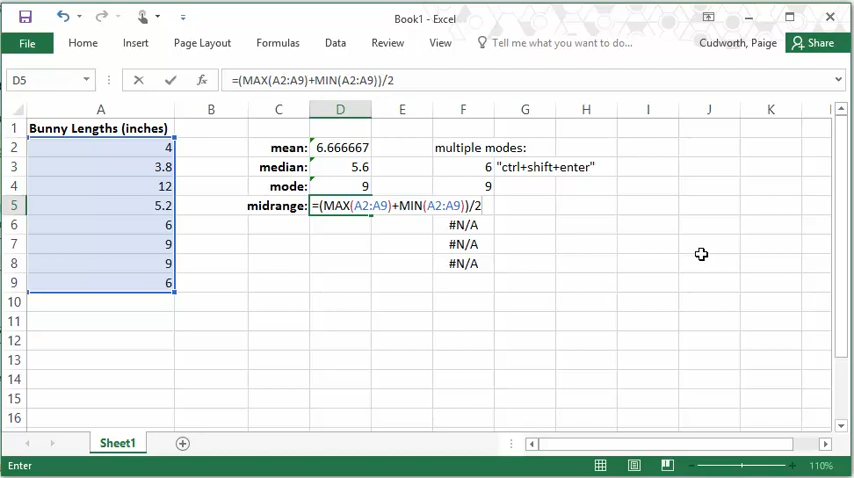 Book1 - Excel
File Home Insert Page Layout Formulas Data Review View Tell me what you want to do... Cudworth, Paige Share
D5 fx =(MAX(A2:A9)+MIN(A2:A9))/2
A B C D E F G H I J K
1 Bunny Lengths (inches)
2 4 mean: 6.666667 multiple modes:
3 3.8 median: 5.6 6 "ctrl+shift+enter"
4 12 mode: 9 9
5 5.2 midrange: =(MAX(A2:A9)+MIN(A2:A9))/2
6 6 #N/A
7 9 #N/A
8 9 #N/A
9 6
10
11
12
13
14
15
16
Sheet1
Enter 110%